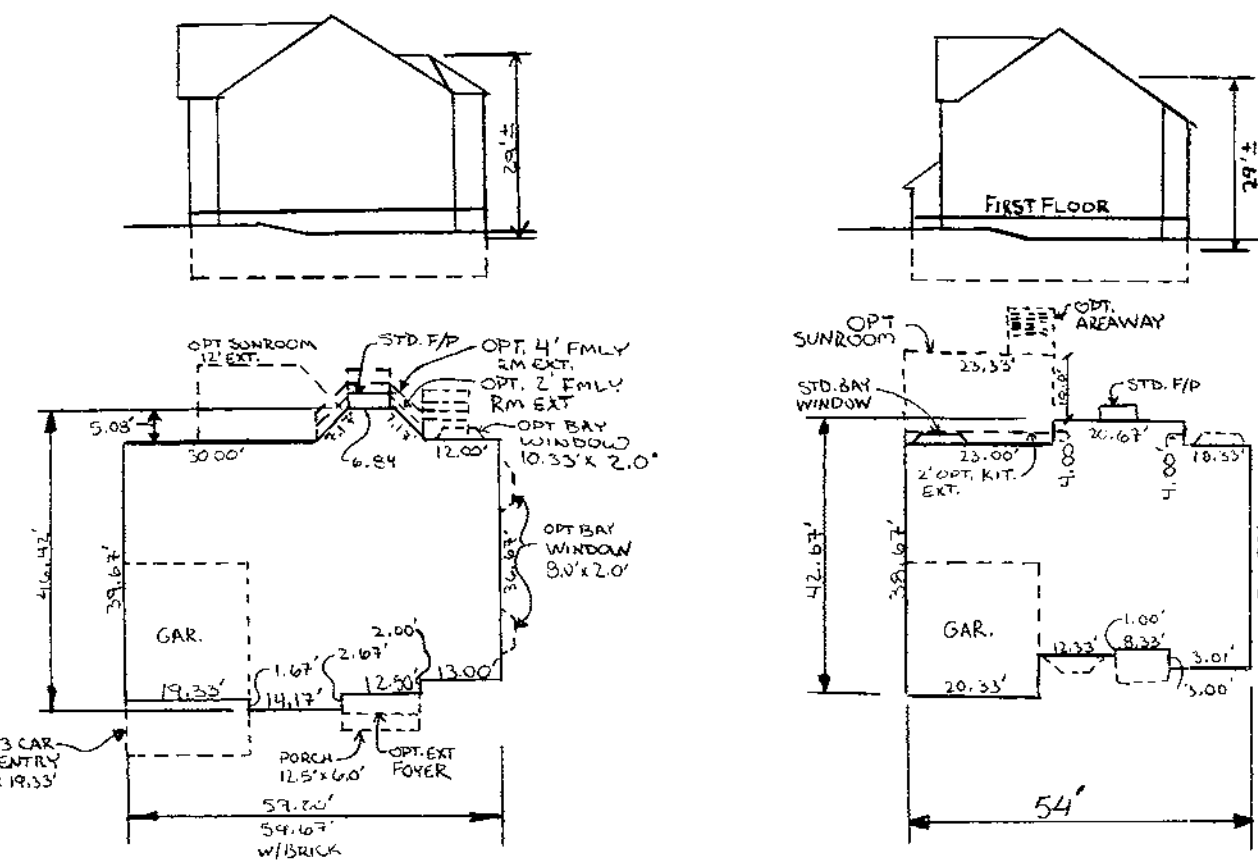 29'±
29'±
FIRST FLOOR
OPT SUNROOM
12' EXT.
STD. F/P
OPT. 4' FMLY
RM EXT.
OPT. 2' FMLY
RM EXT
OPT BAY
WINDOW
10.33' X 2.0'
5.08'
30.00'
6.84
12.00'
46.42'
39.67'
OPT BAY
WINDOW
8.0' x 2.0'
GAR.
19.33'
1.67'
14.17'
2.67'
2.00'
12.50'
13.00'
3 CAR
ENTRY
19.33'
PORCH
12.5' x 6.0'
OPT. EXT
FOYER
59.67'
W/BRICK
OPT
SUNROOM
OPT.
AREAWAY
23.33'
STD. BAY
WINDOW
STD. F/P
23.00'
20.67'
2' OPT. KIT.
EXT.
4.00'
4.00'
42.67'
38.67'
GAR.
12.33'
1.00'
8.33'
3.01'
3.00'
20.33'
54'